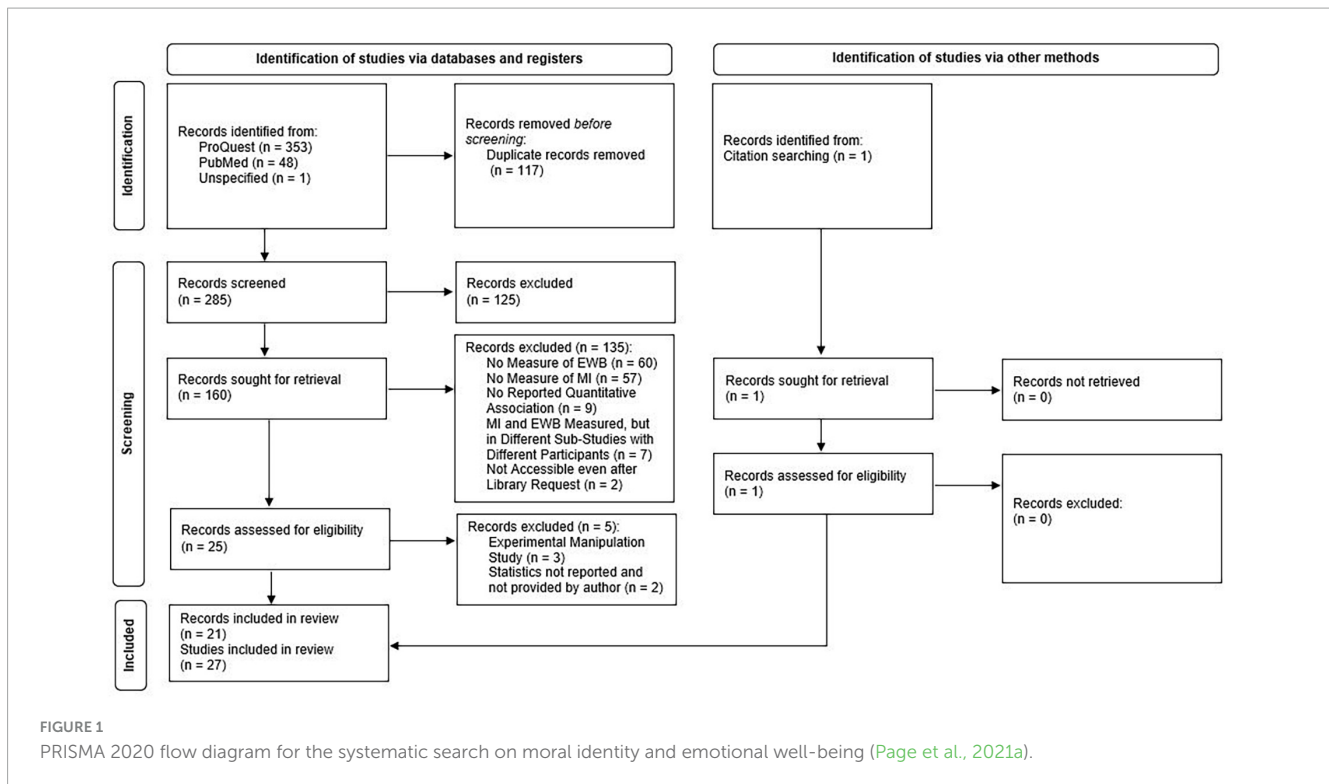 Identification of studies via databases and registers
Identification of studies via other methods
Identification
Records identified from:
ProQuest (n = 353)
PubMed (n = 48)
Unspecified (n = 1)
Records removed before
screening:
Duplicate records removed
(n = 117)
Records identified from:
Citation searching (n = 1)
Screening
Records screened
(n = 285)
Records excluded
(n = 125)
Records sought for retrieval
(n = 160)
Records excluded (n = 135):
No Measure of EWB (n = 60)
No Measure of MI (n = 57)
No Reported Quantitative
Association (n = 9)
MI and EWB Measured, but
in Different Sub-Studies with
Different Participants (n = 7)
Not Accessible even after
Library Request (n = 2)
Records sought for retrieval
(n = 1)
Records not retrieved
(n = 0)
Records assessed for eligibility
(n = 25)
Records excluded (n = 5):
Experimental Manipulation
Study (n = 3)
Statistics not reported and
not provided by author (n = 2)
Records assessed for eligibility
(n = 1)
Records excluded:
(n = 0)
Included
Records included in review
(n = 21)
Studies included in review
(n = 27)
FIGURE 1
PRISMA 2020 flow diagram for the systematic search on moral identity and emotional well-being (Page et al., 2021a).